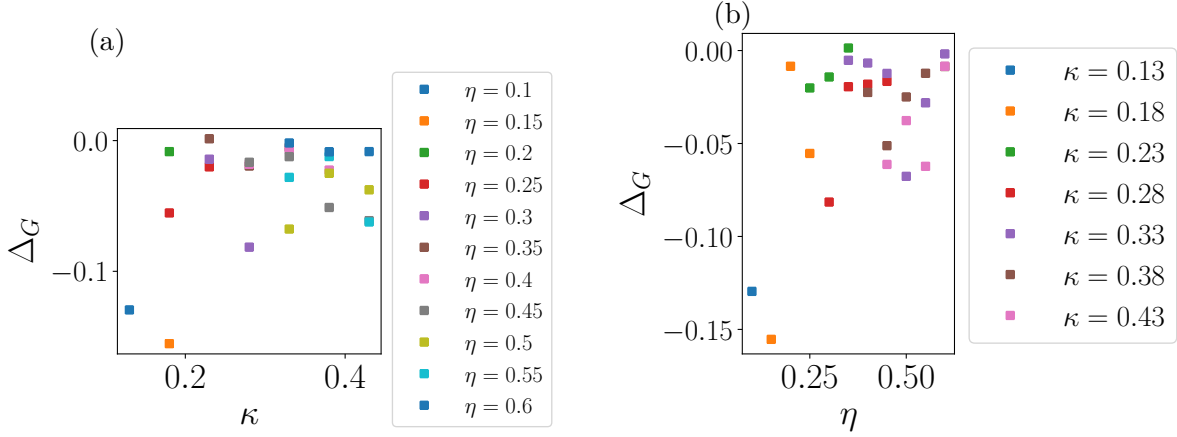 (a)
0.0
−0.1
Δ_G
0.2
0.4
κ
η = 0.1
η = 0.15
η = 0.2
η = 0.25
η = 0.3
η = 0.35
η = 0.4
η = 0.45
η = 0.5
η = 0.55
η = 0.6
(b)
0.00
−0.05
−0.10
−0.15
Δ_G
0.25
0.50
η
κ = 0.13
κ = 0.18
κ = 0.23
κ = 0.28
κ = 0.33
κ = 0.38
κ = 0.43